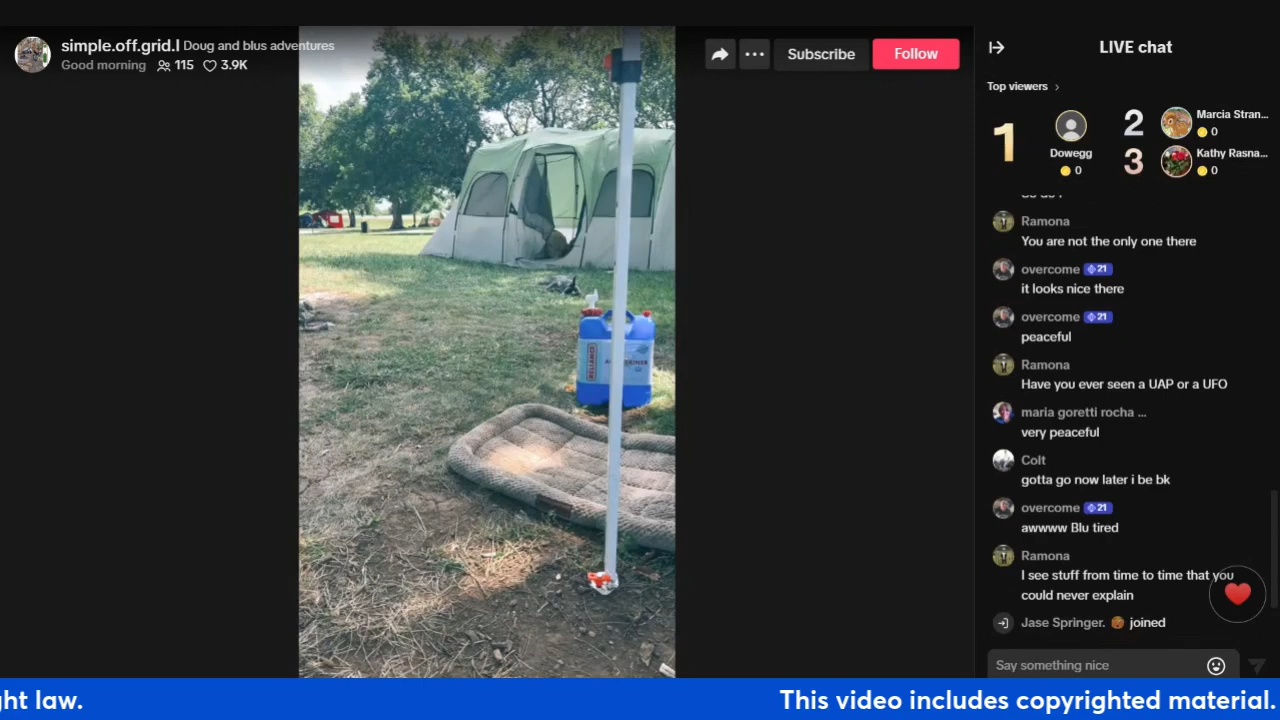 simple.off.grid.l Doug and blus adventures
Good morning 115 3.9K
Subscribe
Follow
RELIANCE
LIVE chat
Top viewers
1
Dowegg
0
2
Marcia Stran...
0
3
Kathy Rasna...
0
Ramona
You are not the only one there
overcome 21
it looks nice there
overcome 21
peaceful
Ramona
Have you ever seen a UAP or a UFO
maria goretti rocha ...
very peaceful
Colt
gotta go now later i be bk
overcome 21
awwww Blu tired
Ramona
I see stuff from time to time that you
could never explain
Jase Springer. joined
Say something nice
ght law. This video includes copyrighted material.